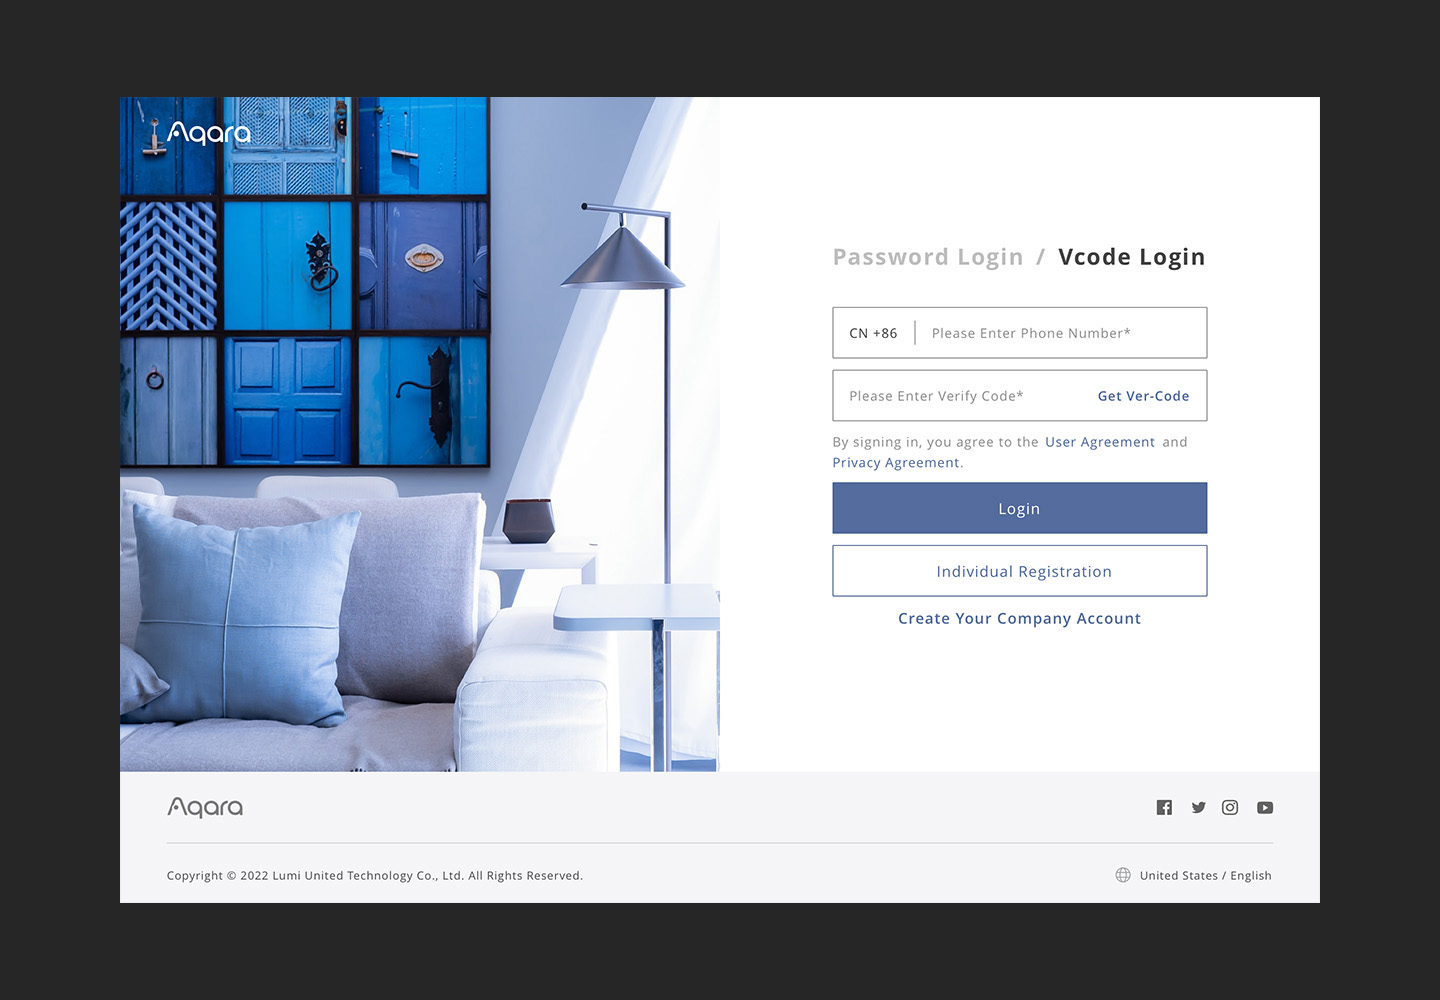 Aqara
Password Login / Vcode Login
CN +86 Please Enter Phone Number*
Please Enter Verify Code* Get Ver-Code
By signing in, you agree to the User Agreement and
Privacy Agreement.
Login
Individual Registration
Create Your Company Account
Aqara
Copyright © 2022 Lumi United Technology Co., Ltd. All Rights Reserved.
United States / English